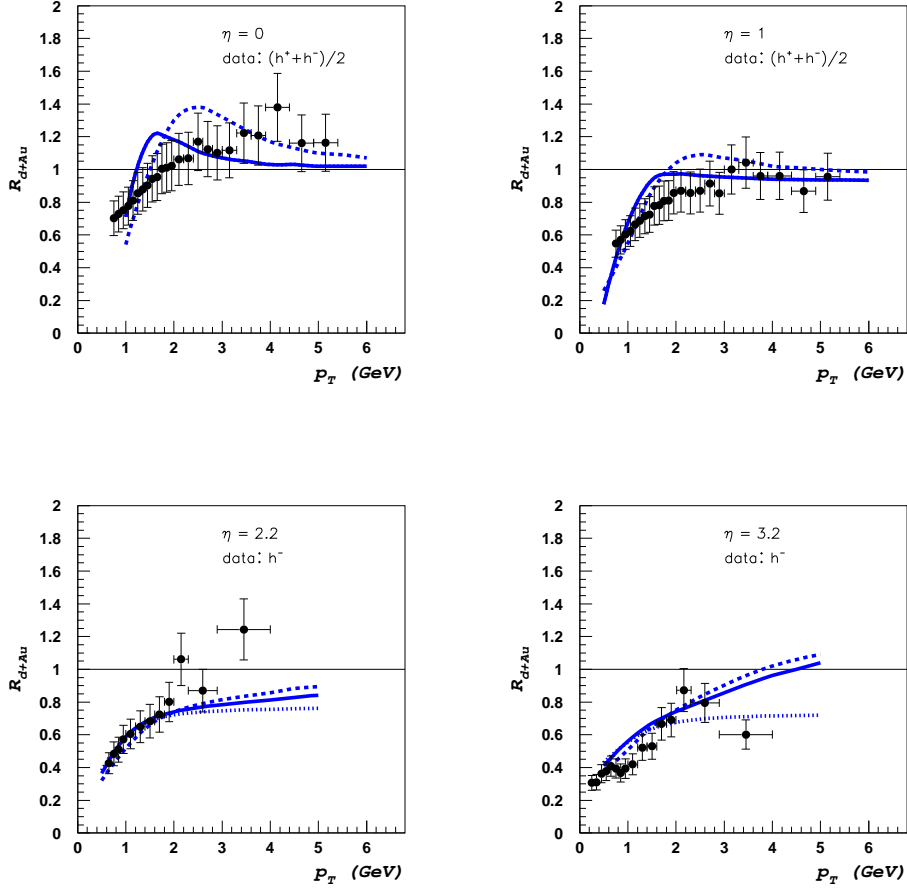 R_{d+Au}
2
1.8
1.6
1.4
1.2
1
0.8
0.6
0.4
0.2
0
η = 0
data: (h⁺+h⁻)/2
0 1 2 3 4 5 6
p_T (GeV)
R_{d+Au}
2
1.8
1.6
1.4
1.2
1
0.8
0.6
0.4
0.2
0
η = 1
data: (h⁺+h⁻)/2
0 1 2 3 4 5 6
p_T (GeV)
R_{d+Au}
2
1.8
1.6
1.4
1.2
1
0.8
0.6
0.4
0.2
0
η = 2.2
data: h⁻
0 1 2 3 4 5 6
p_T (GeV)
R_{d+Au}
2
1.8
1.6
1.4
1.2
1
0.8
0.6
0.4
0.2
0
η = 3.2
data: h⁻
0 1 2 3 4 5 6
p_T (GeV)